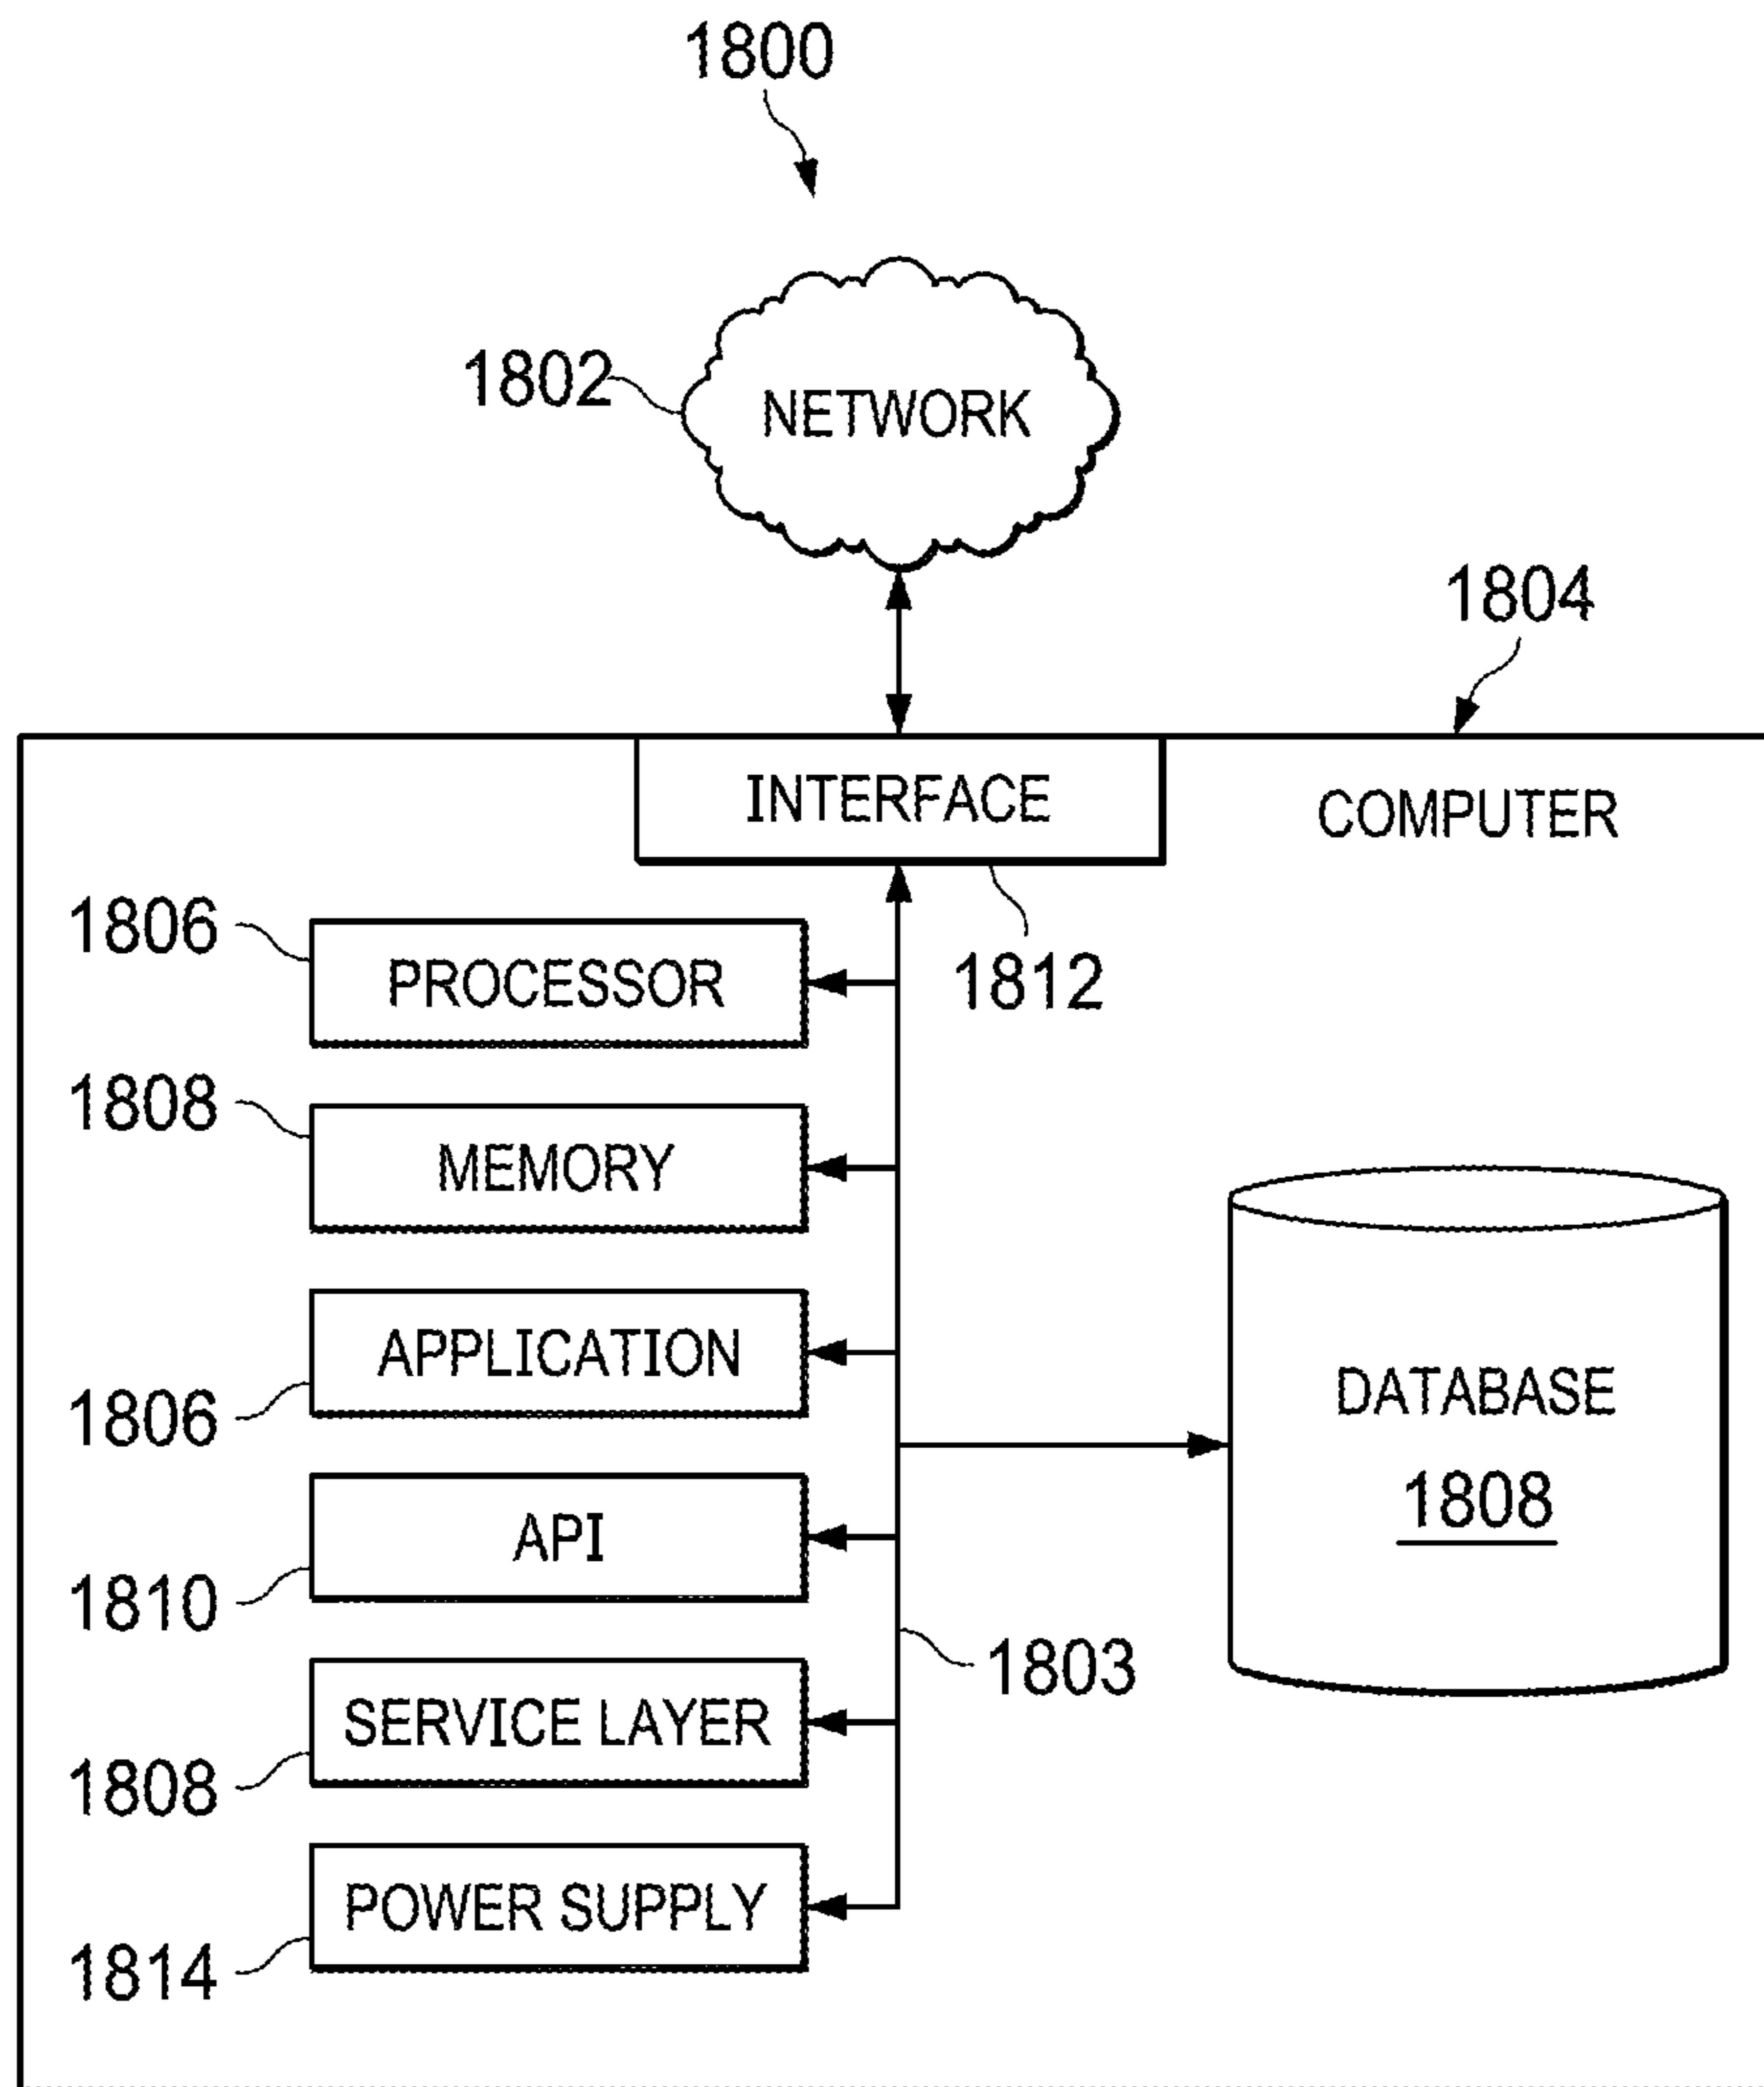 1800
1802
NETWORK
1804
INTERFACE
COMPUTER
1806
PROCESSOR
1812
1808
MEMORY
APPLICATION
1806
DATABASE
1808
API
1810
1803
SERVICE LAYER
1808
POWER SUPPLY
1814